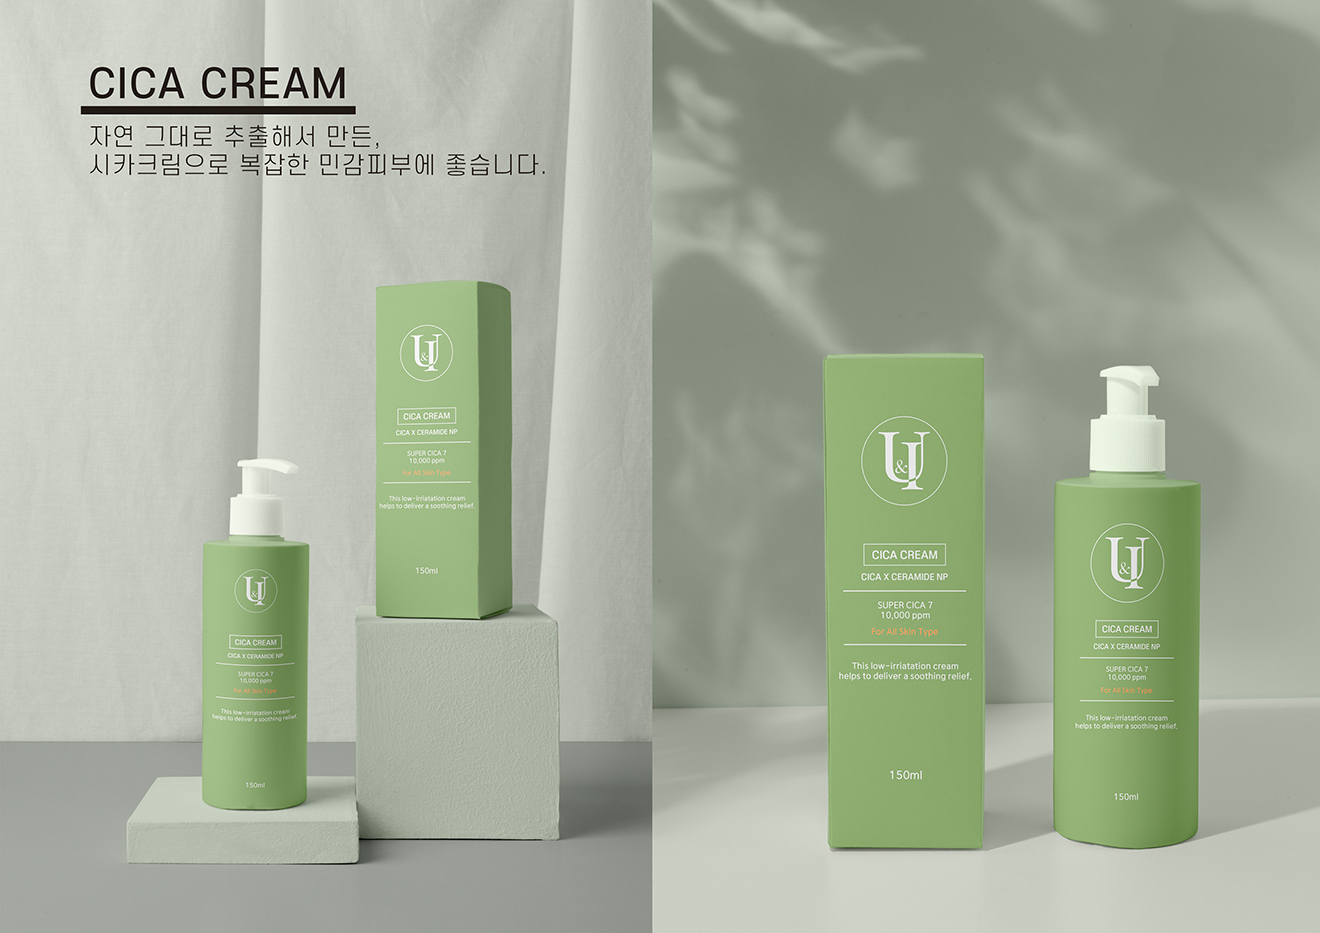 CICA CREAM
자연 그대로 추출해서 만든,
시카크림으로 복잡한 민감피부에 좋습니다.
U&I
CICA CREAM
CICA X CERAMIDE NP
SUPER CICA 7
10,000 ppm
For All Skin Type
This low-irriatation cream
helps to deliver a soothing relief.
150ml
U&I
CICA CREAM
CICA X CERAMIDE NP
SUPER CICA 7
10,000 ppm
For All Skin Type
This low-irriatation cream
helps to deliver a soothing relief.
150ml
U&I
CICA CREAM
CICA X CERAMIDE NP
SUPER CICA 7
10,000 ppm
For All Skin Type
This low-irriatation cream
helps to deliver a soothing relief.
150ml
U&I
CICA CREAM
CICA X CERAMIDE NP
SUPER CICA 7
10,000 ppm
For All Skin Type
This low-irriatation cream
helps to deliver a soothing relief.
150ml